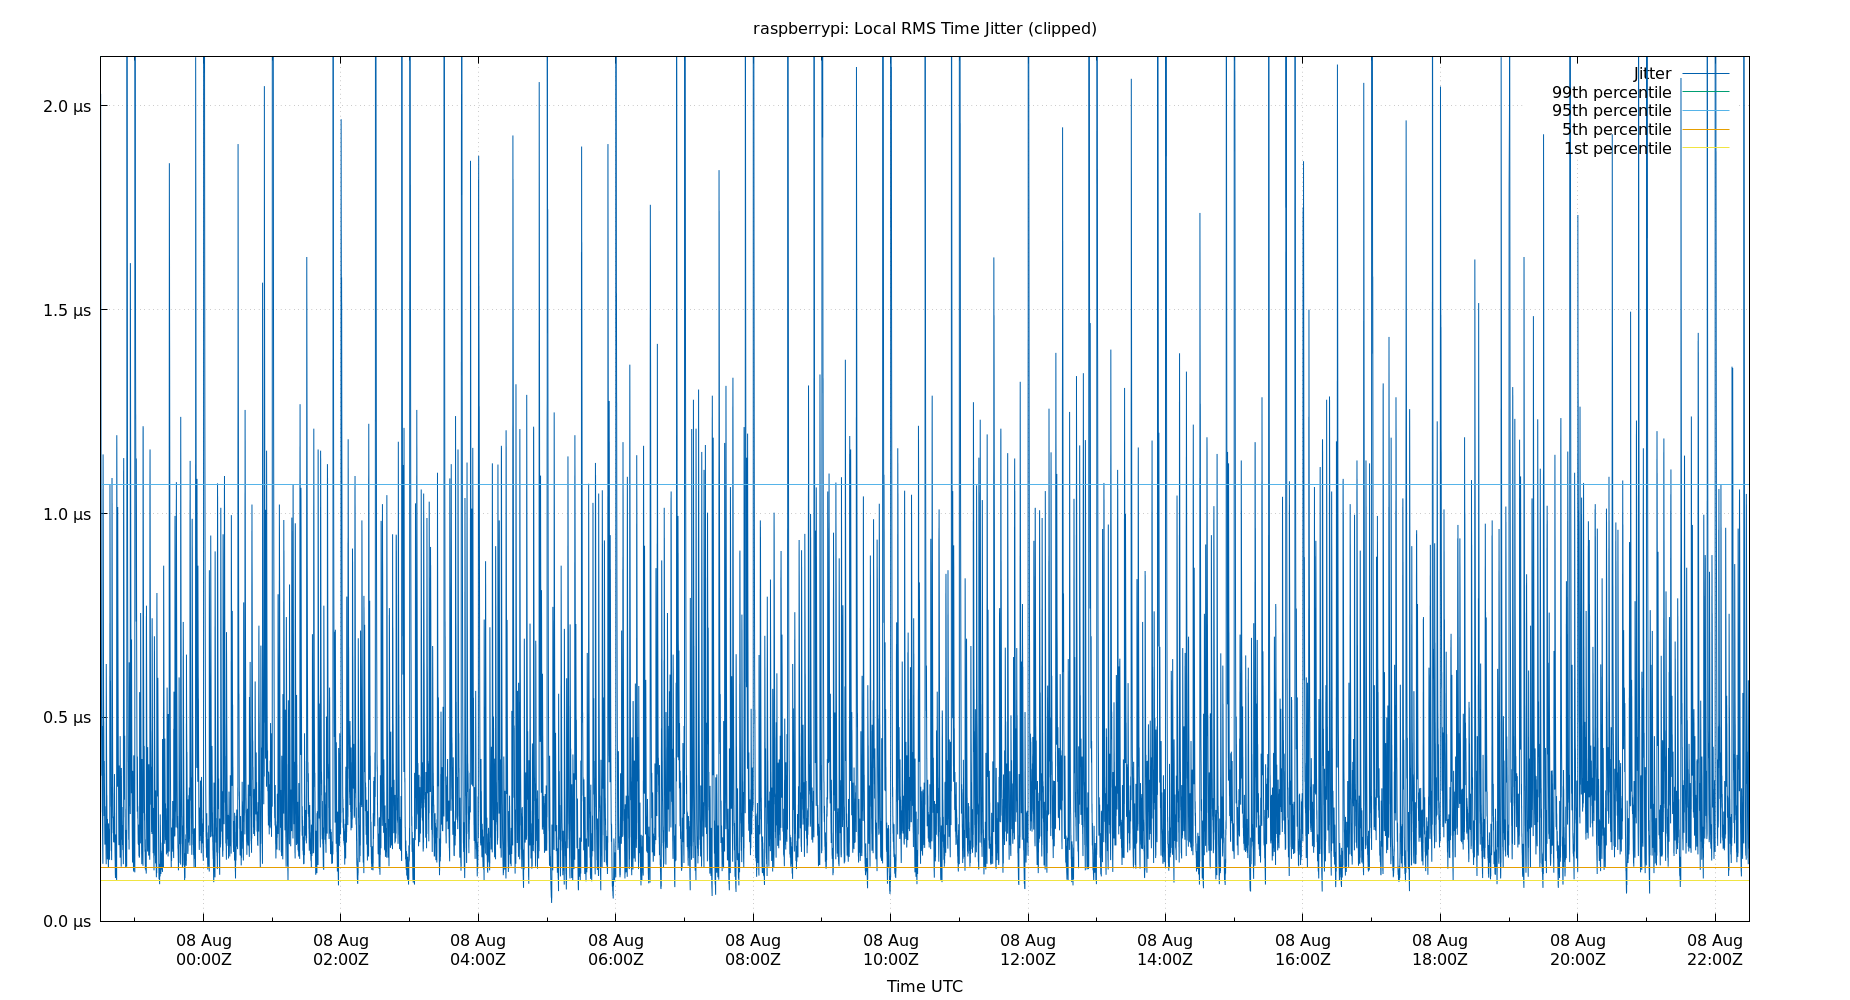 raspberrypi: Local RMS Time Jitter (clipped)
Jitter
99th percentile
95th percentile
5th percentile
1st percentile
2.0 µs
1.5 µs
1.0 µs
0.5 µs
0.0 µs
08 Aug 08 Aug 08 Aug 08 Aug 08 Aug 08 Aug 08 Aug 08 Aug 08 Aug 08 Aug 08 Aug 08 Aug
00:00Z 02:00Z 04:00Z 06:00Z 08:00Z 10:00Z 12:00Z 14:00Z 16:00Z 18:00Z 20:00Z 22:00Z
Time UTC